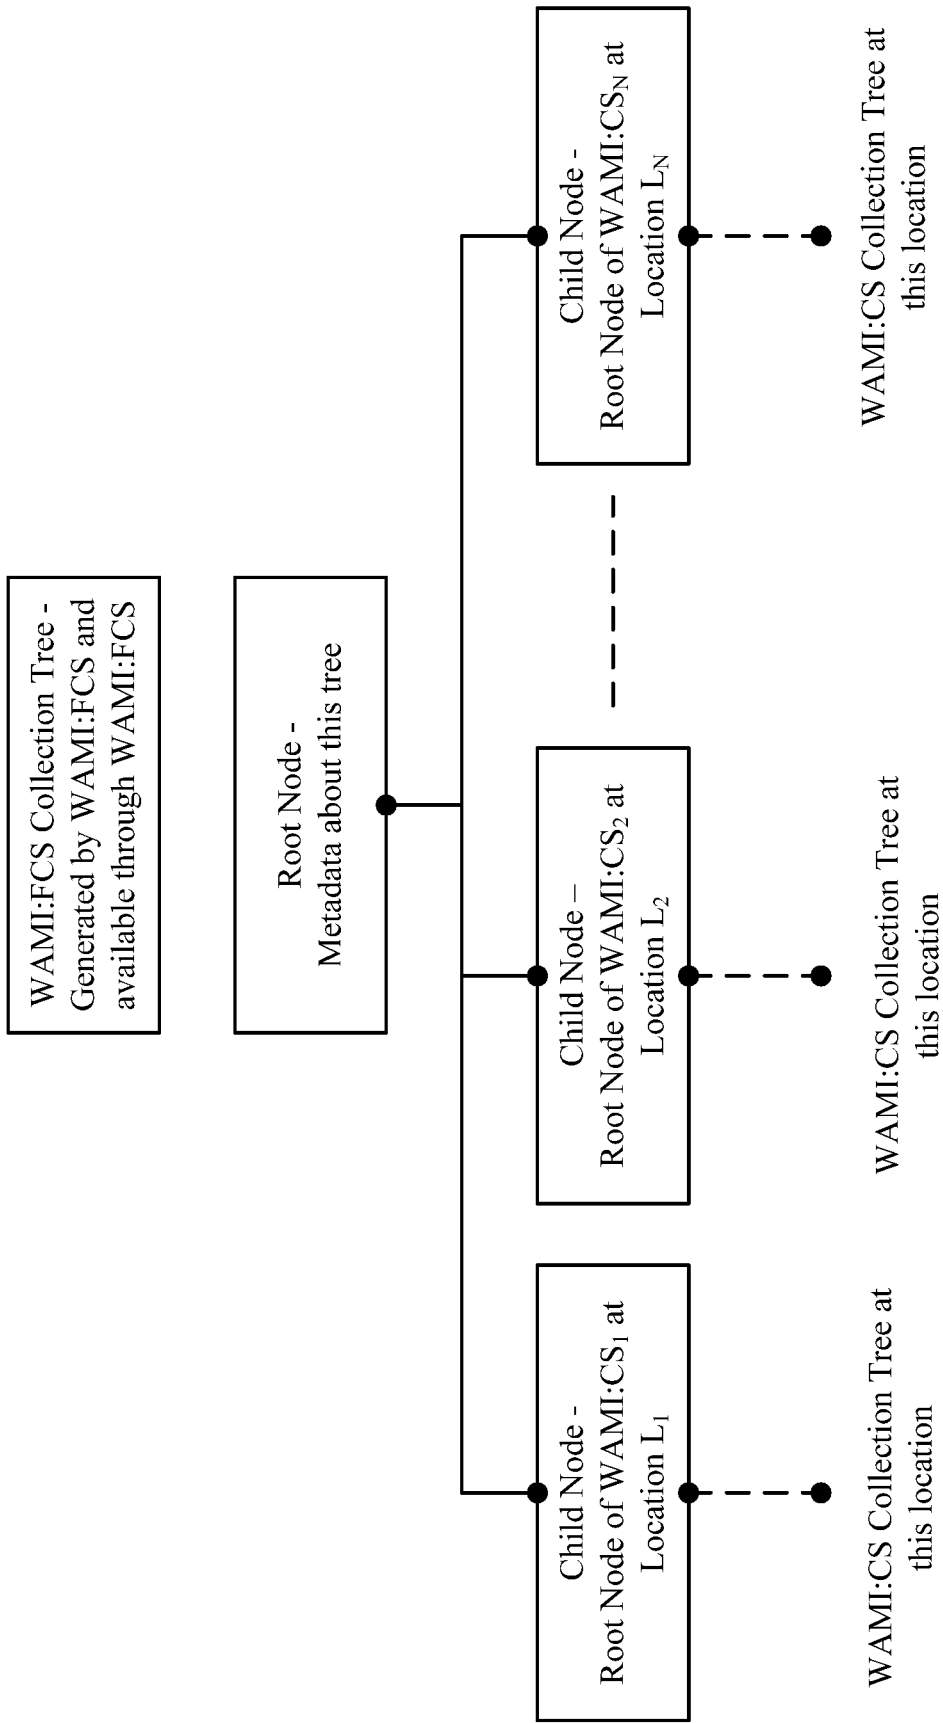 WAMI:FCS Collection Tree -
Generated by WAMI:FCS and
available through WAMI:FCS
Root Node -
Metadata about this tree
Child Node -
Root Node of WAMI:CS₁ at
Location L₁
Child Node –
Root Node of WAMI:CS₂ at
Location L₂
Child Node -
Root Node of WAMI:CS_N at
Location L_N
WAMI:CS Collection Tree at
this location
WAMI:CS Collection Tree at
this location
WAMI:CS Collection Tree at
this location